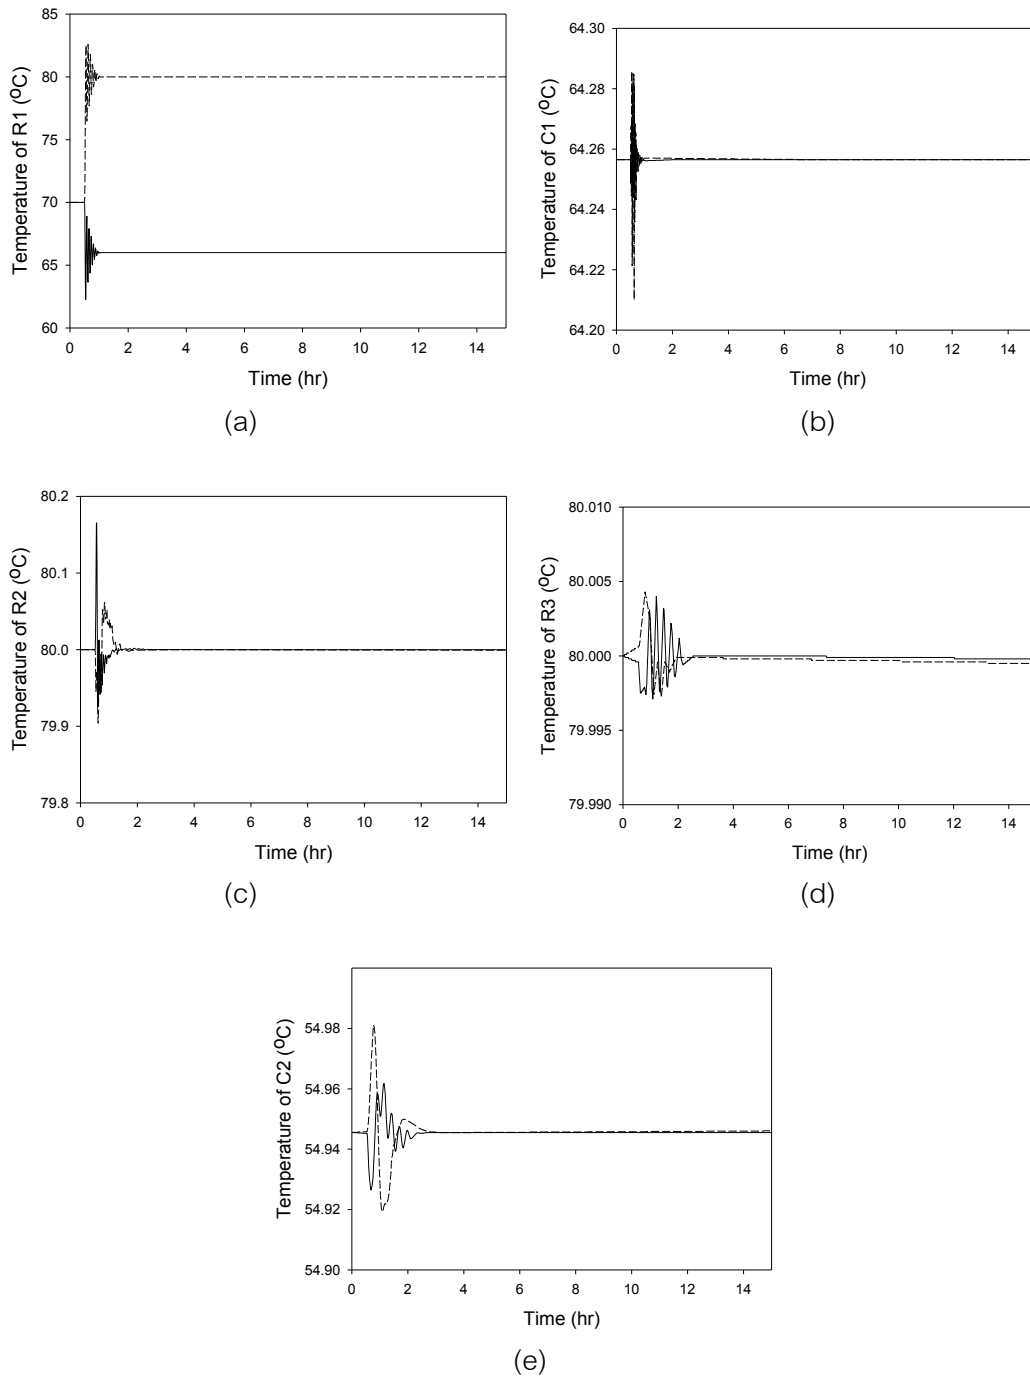 85
80
75
70
65
60
Temperature of R1 (⁰C)
0 2 4 6 8 10 12 14
Time (hr)
(a)
64.30
64.28
64.26
64.24
64.22
64.20
Temperature of C1 (⁰C)
0 2 4 6 8 10 12 14
Time (hr)
(b)
80.2
80.1
80.0
79.9
79.8
Temperature of R2 (⁰C)
0 2 4 6 8 10 12 14
Time (hr)
(c)
80.010
80.005
80.000
79.995
79.990
Temperature of R3 (⁰C)
0 2 4 6 8 10 12 14
Time (hr)
(d)
54.98
54.96
54.94
54.92
54.90
Temperature of C2 (⁰C)
0 2 4 6 8 10 12 14
Time (hr)
(e)